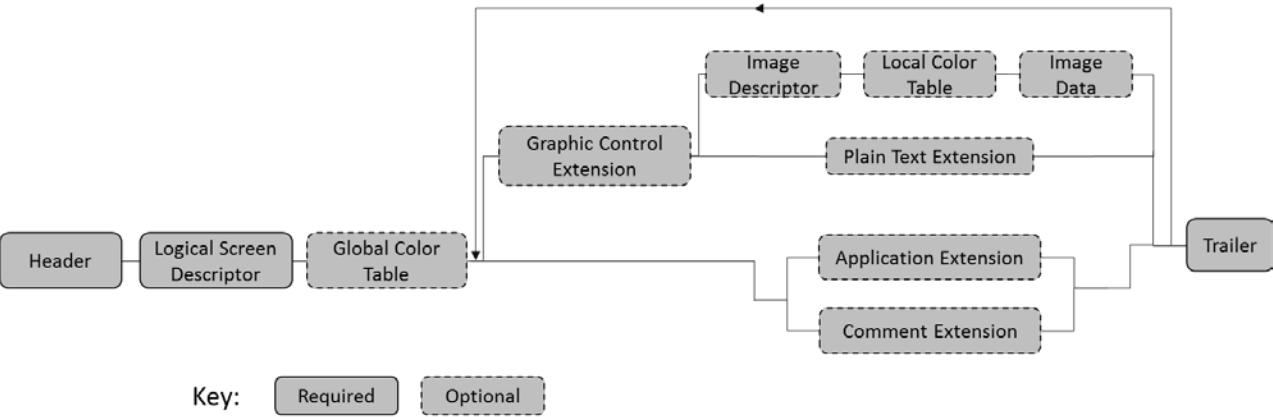 Image
Descriptor
Local Color
Table
Image
Data
Graphic Control
Extension
Plain Text Extension
Header
Logical Screen
Descriptor
Global Color
Table
Application Extension
Trailer
Comment Extension
Key:
Required
Optional